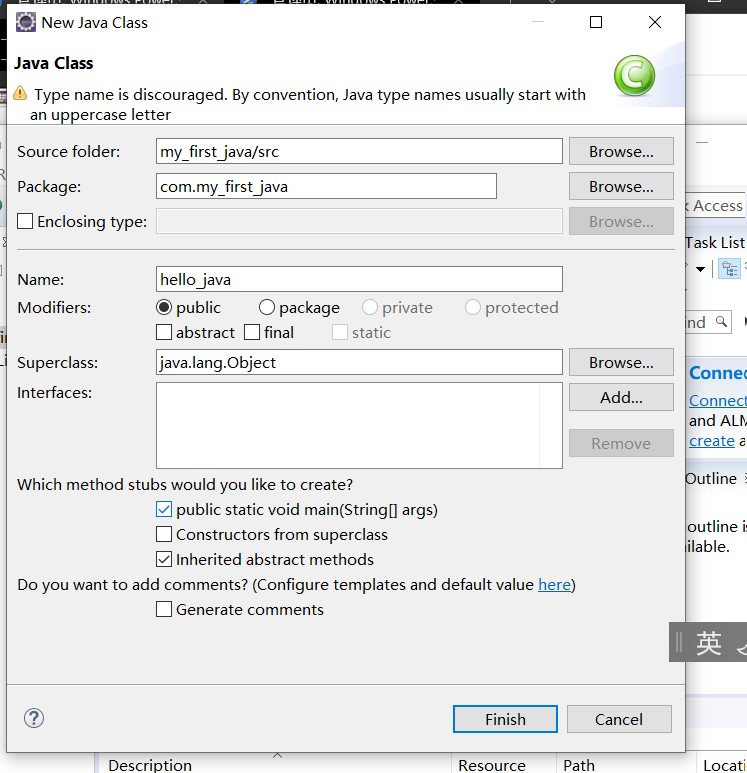 New Java Class
Java Class
Type name is discouraged. By convention, Java type names usually start with
an uppercase letter
Source folder: my_first_java/src Browse...
Package: com.my_first_java Browse...
Access
Enclosing type: Browse...
Task List
Name: hello_java
Modifiers: public package private protected
abstract final static
Superclass: java.lang.Object Browse...
Interfaces: Add...
Connect
and ALM
create
Remove
Which method stubs would you like to create?
Outline
public static void main(String[] args)
outline is
Constructors from superclass
Inherited abstract methods
Do you want to add comments? (Configure templates and default value here)
Generate comments
英
? Finish Cancel
Description Resource Path